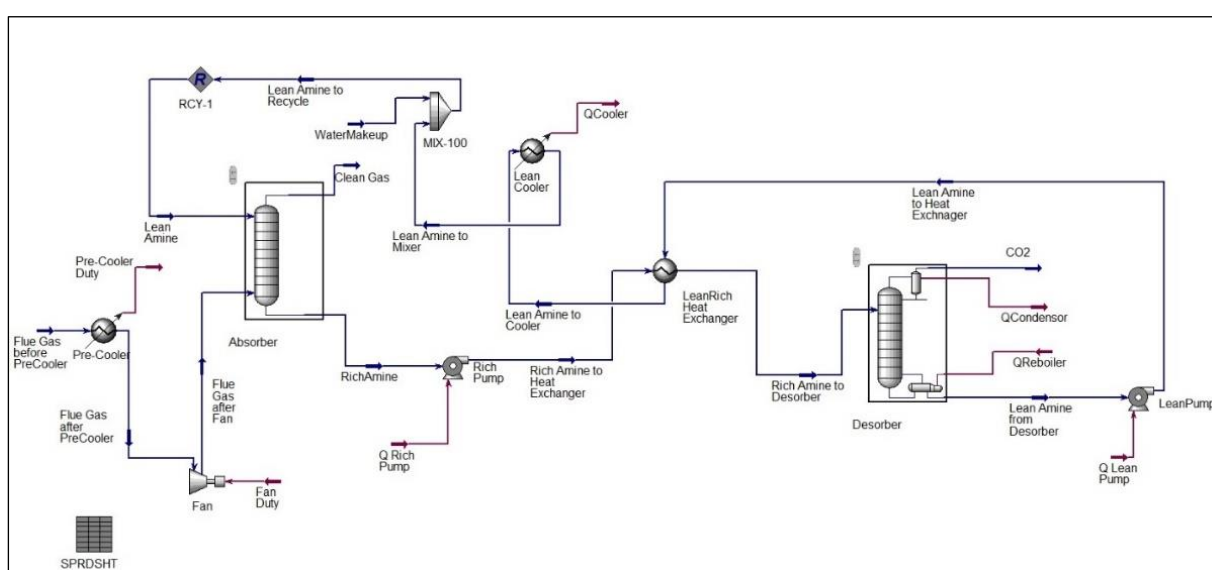 R
RCY-1
Lean Amine to
Recycle
WaterMakeup
MIX-100
QCooler
Lean
Cooler
Clean Gas
Lean
Amine
Lean Amine to
Mixer
Lean Amine
to Heat
Exchnager
Pre-Cooler
Duty
CO2
Flue Gas
before
PreCooler
Pre-Cooler
Absorber
Lean Amine to
Cooler
LeanRich
Heat
Exchanger
QCondensor
QReboiler
Flue
Gas
after
Fan
RichAmine
Rich
Pump
Rich Amine to
Heat
Exchanger
Rich Amine to
Desorber
Desorber
Lean Amine
from
Desorber
LeanPump
Flue Gas
after
PreCooler
Q Rich
Pump
Q Lean
Pump
Fan
Fan
Duty
SPRDSHT